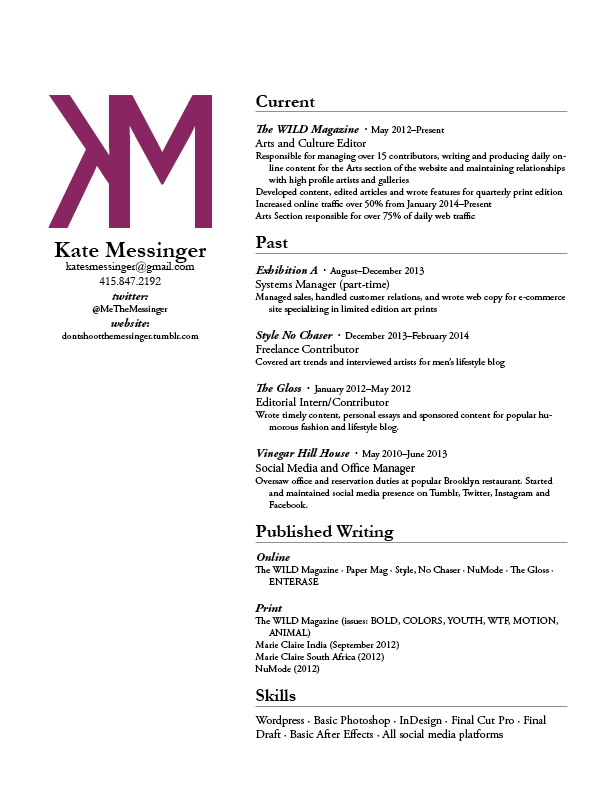 KM
Kate Messinger
katesmessinger@gmail.com
415.847.2192
twitter:
@MeTheMessinger
website:
dontshootthemessinger.tumblr.com
Current
The WILD Magazine · May 2012–Present
Arts and Culture Editor
Responsible for managing over 15 contributors, writing and producing daily on-
line content for the Arts section of the website and maintaining relationships
with high profile artists and galleries
Developed content, edited articles and wrote features for quarterly print edition
Increased online traffic over 50% from January 2014–Present
Arts Section responsible for over 75% of daily web traffic
Past
Exhibition A · August–December 2013
Systems Manager (part-time)
Managed sales, handled customer relations, and wrote web copy for e-commerce
site specializing in limited edition art prints
Style No Chaser · December 2013–February 2014
Freelance Contributor
Covered art trends and interviewed artists for men's lifestyle blog
The Gloss · January 2012–May 2012
Editorial Intern/Contributor
Wrote timely content, personal essays and sponsored content for popular hu-
morous fashion and lifestyle blog.
Vinegar Hill House · May 2010–June 2013
Social Media and Office Manager
Oversaw office and reservation duties at popular Brooklyn restaurant. Started
and maintained social media presence on Tumblr, Twitter, Instagram and
Facebook.
Published Writing
Online
The WILD Magazine · Paper Mag · Style, No Chaser · NuMode · The Gloss ·
ENTERASE
Print
The WILD Magazine (issues: BOLD, COLORS, YOUTH, WTF, MOTION,
ANIMAL)
Marie Claire India (September 2012)
Marie Claire South Africa (2012)
NuMode (2012)
Skills
Wordpress · Basic Photoshop · InDesign · Final Cut Pro · Final
Draft · Basic After Effects · All social media platforms